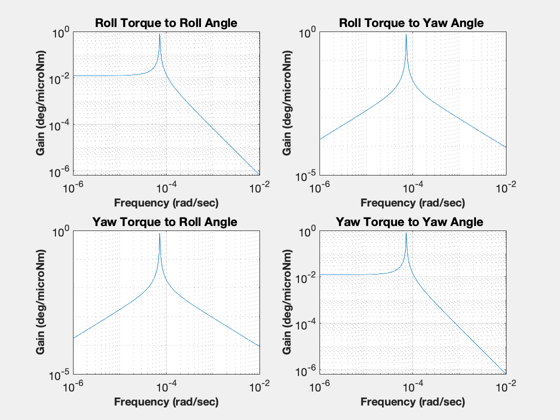 Roll Torque to Roll Angle
Gain (deg/microNm)
10^0
10^-2
10^-4
10^-6
10^-6
10^-4
10^-2
Frequency (rad/sec)
Roll Torque to Yaw Angle
Gain (deg/microNm)
10^0
10^-5
10^-6
10^-4
10^-2
Frequency (rad/sec)
Yaw Torque to Roll Angle
Gain (deg/microNm)
10^0
10^-5
10^-6
10^-4
10^-2
Frequency (rad/sec)
Yaw Torque to Yaw Angle
Gain (deg/microNm)
10^0
10^-2
10^-4
10^-6
10^-6
10^-4
10^-2
Frequency (rad/sec)